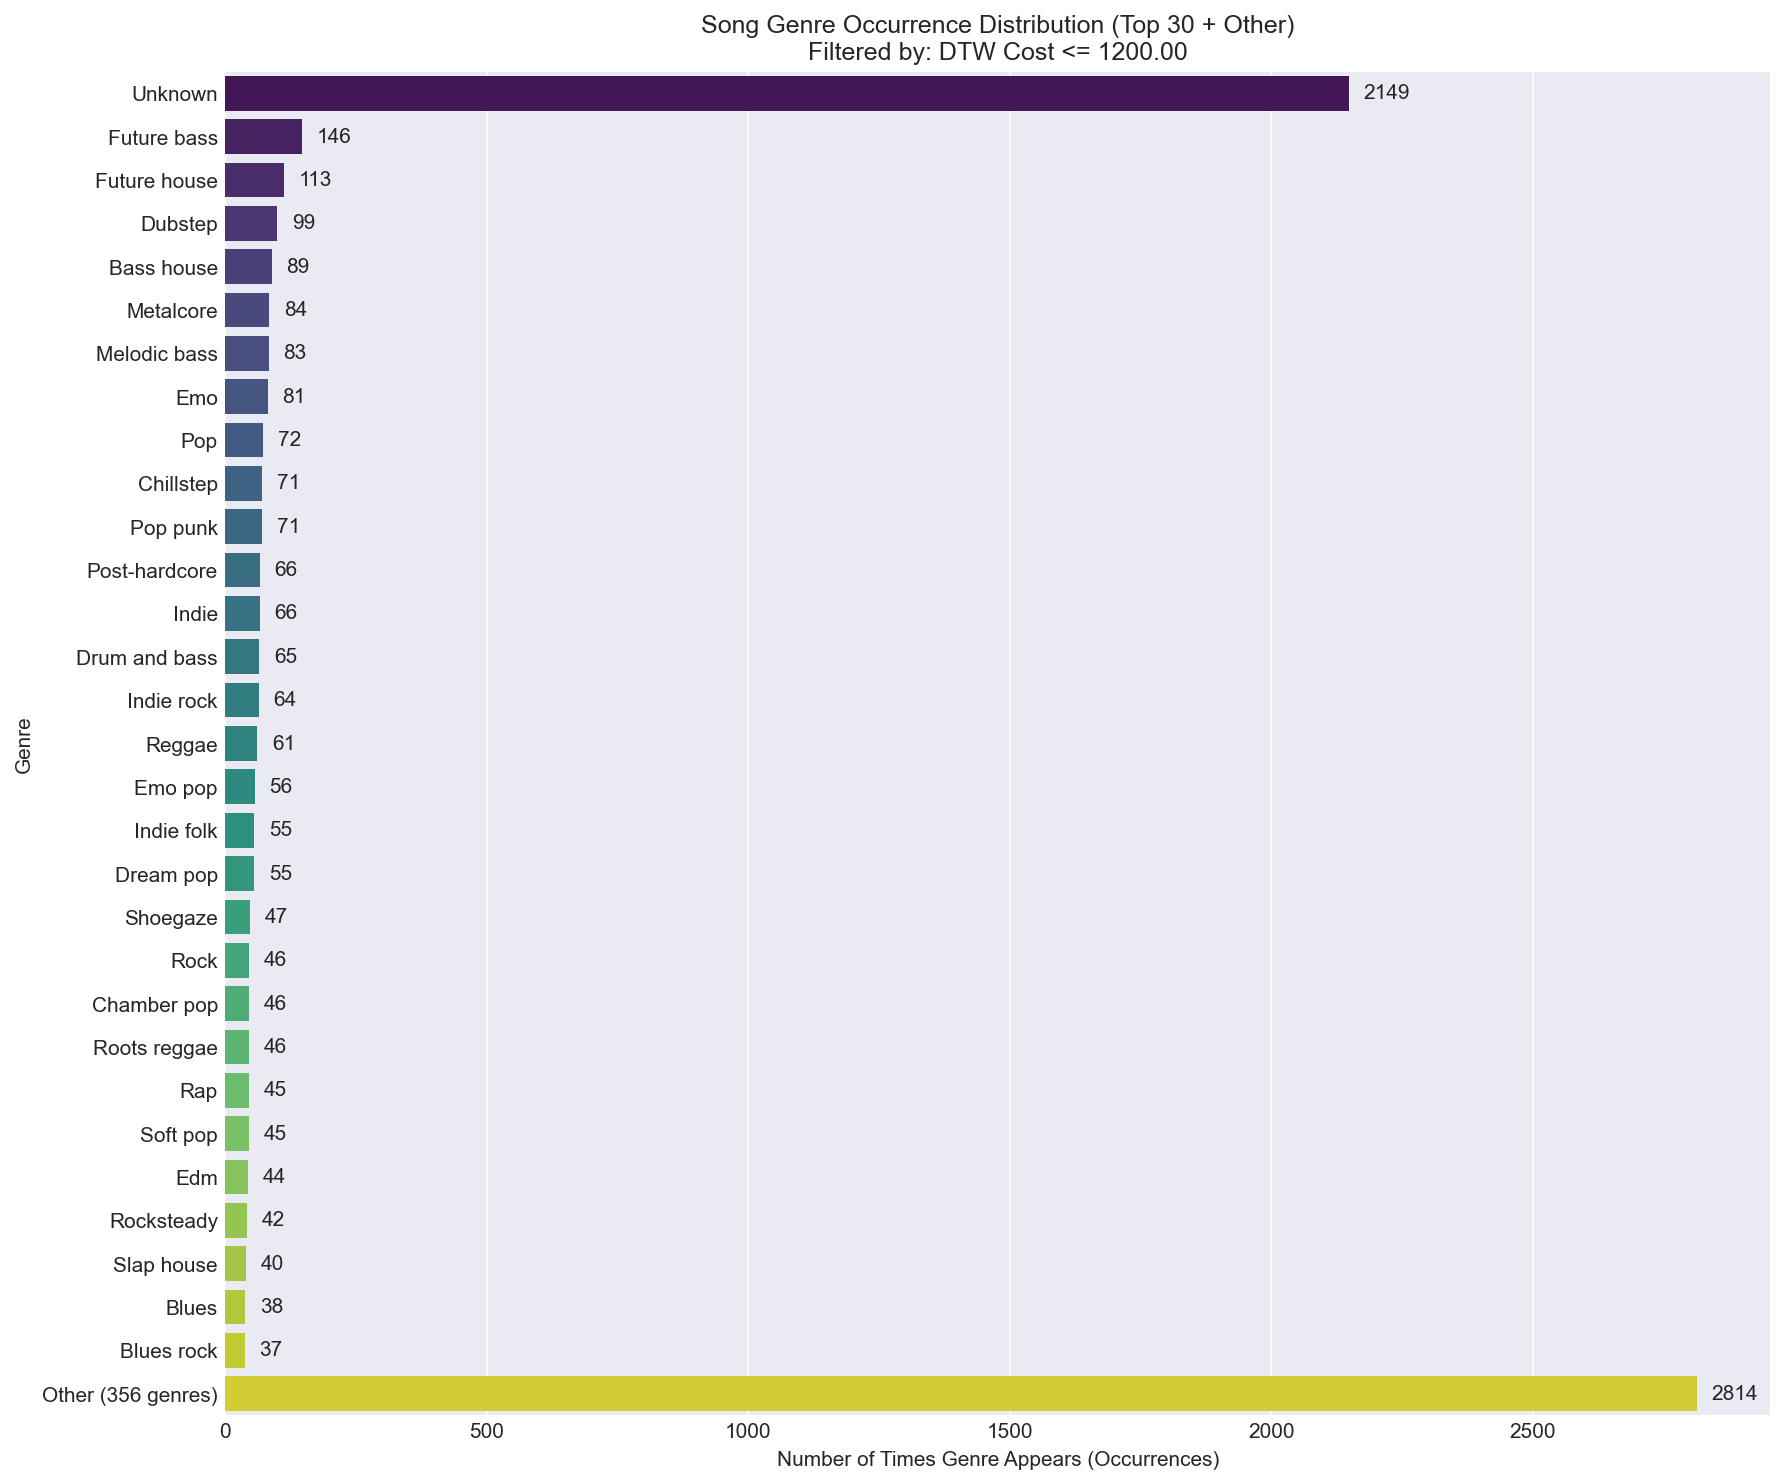 Song Genre Occurrence Distribution (Top 30 + Other)
Filtered by: DTW Cost <= 1200.00
Genre
Unknown 2149
Future bass 146
Future house 113
Dubstep 99
Bass house 89
Metalcore 84
Melodic bass 83
Emo 81
Pop 72
Chillstep 71
Pop punk 71
Post-hardcore 66
Indie 66
Drum and bass 65
Indie rock 64
Reggae 61
Emo pop 56
Indie folk 55
Dream pop 55
Shoegaze 47
Rock 46
Chamber pop 46
Roots reggae 46
Rap 45
Soft pop 45
Edm 44
Rocksteady 42
Slap house 40
Blues 38
Blues rock 37
Other (356 genres) 2814
0 500 1000 1500 2000 2500
Number of Times Genre Appears (Occurrences)